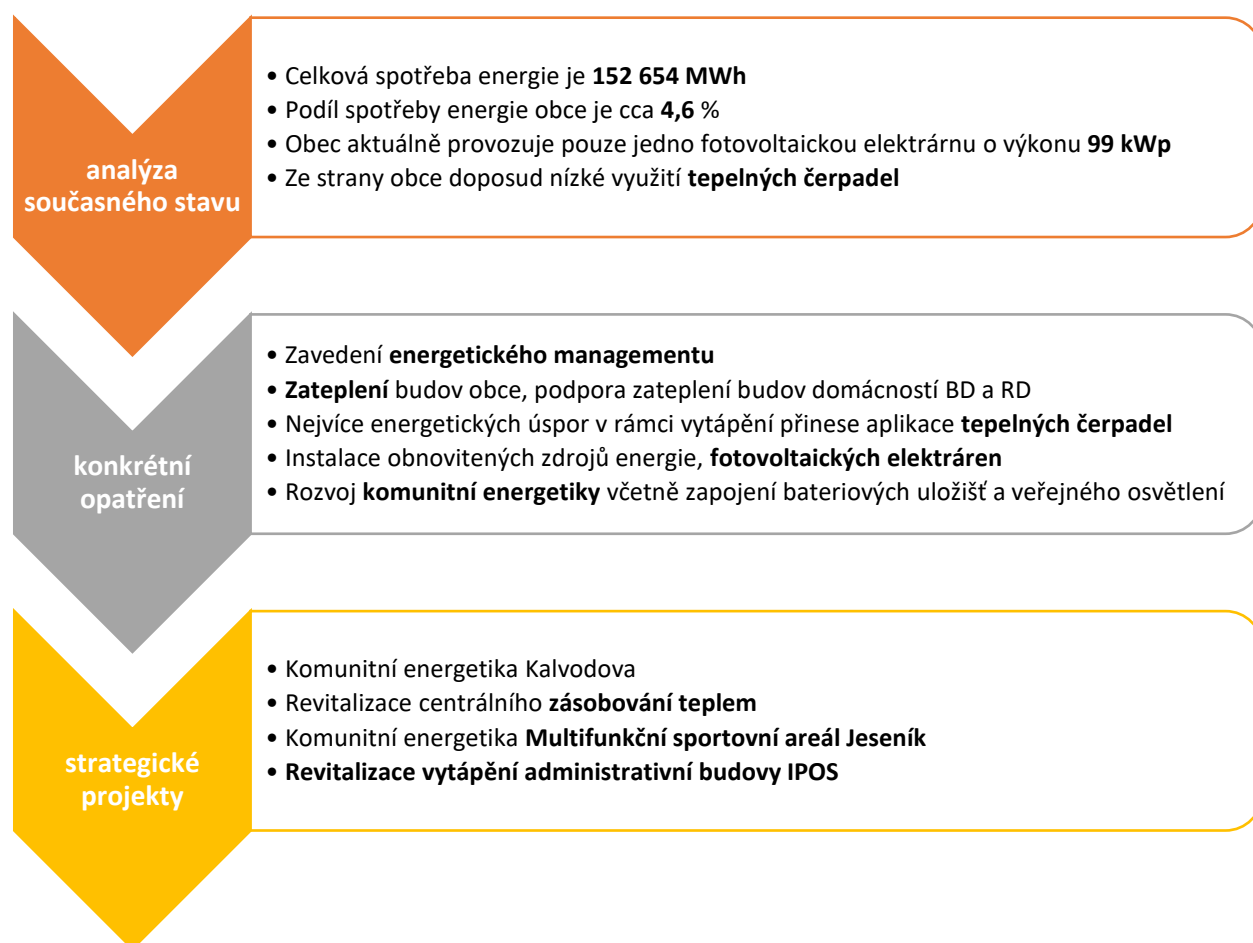 analýza
současného stavu
• Celková spotřeba energie je 152 654 MWh
• Podíl spotřeby energie obce je cca 4,6 %
• Obec aktuálně provozuje pouze jedno fotovoltaickou elektrárnu o výkonu 99 kWp
• Ze strany obce doposud nízké využití tepelných čerpadel
konkrétní
opatření
• Zavedení energetického managementu
• Zateplení budov obce, podpora zateplení budov domácností BD a RD
• Nejvíce energetických úspor v rámci vytápění přinese aplikace tepelných čerpadel
• Instalace obnovitených zdrojů energie, fotovoltaických elektráren
• Rozvoj komunitní energetiky včetně zapojení bateriových uložišť a veřejného osvětlení
strategické
projekty
• Komunitní energetika Kalvodova
• Revitalizace centrálního zásobování teplem
• Komunitní energetika Multifunkční sportovní areál Jeseník
• Revitalizace vytápění administrativní budovy IPOS